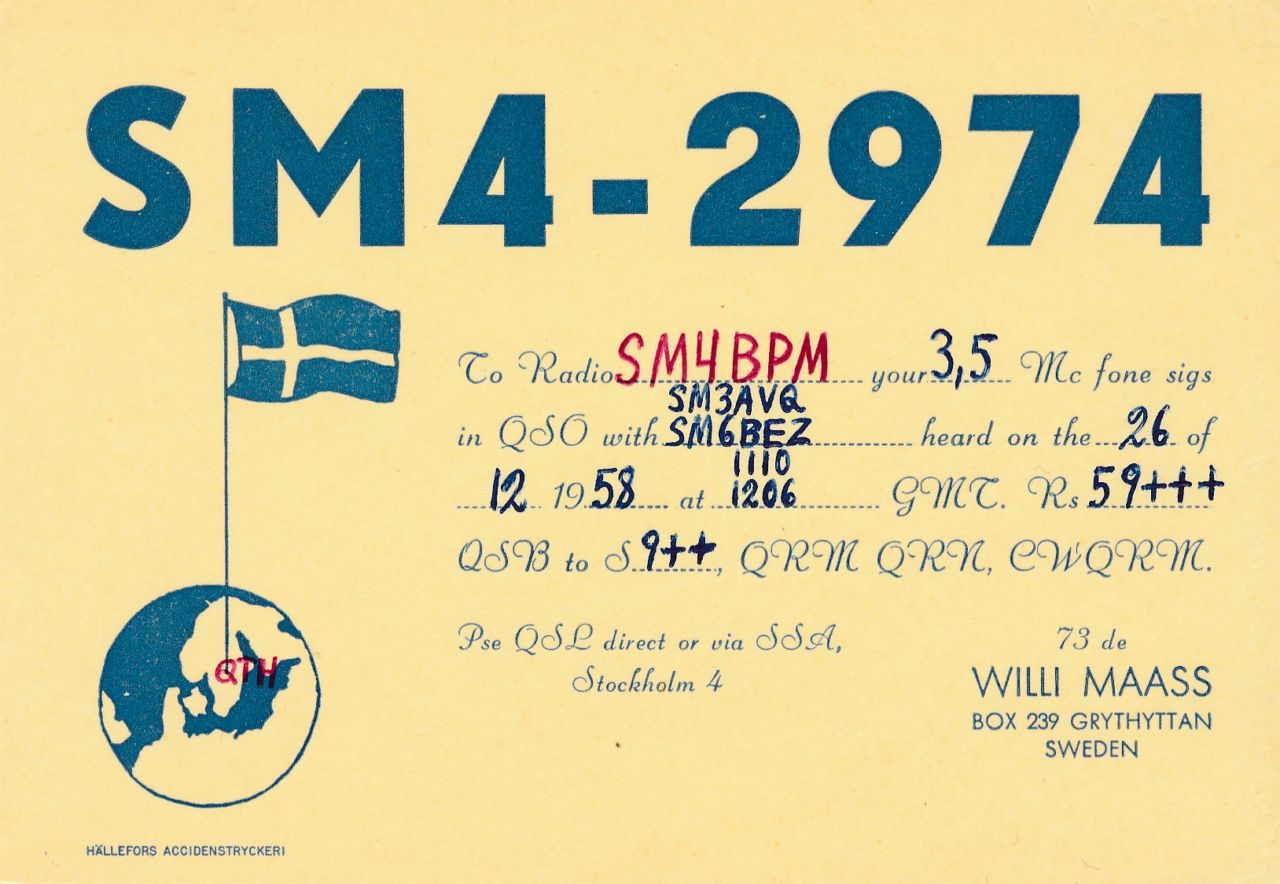 SM4-2974
To Radio SM4BPM your 3,5 Mc fone sigs
SM3AVQ
in QSO with SM6BEZ heard on the 26 of
1110
12 1958 at 1206 GMT. Rs 59+++
QSB to S 9++, QRM QRN, CWQRM.
Pse QSL direct or via SSA,
Stockholm 4
73 de
WILLI MAASS
BOX 239 GRYTHYTTAN
SWEDEN
QTH
HÄLLEFORS ACCIDENSTRYCKERI